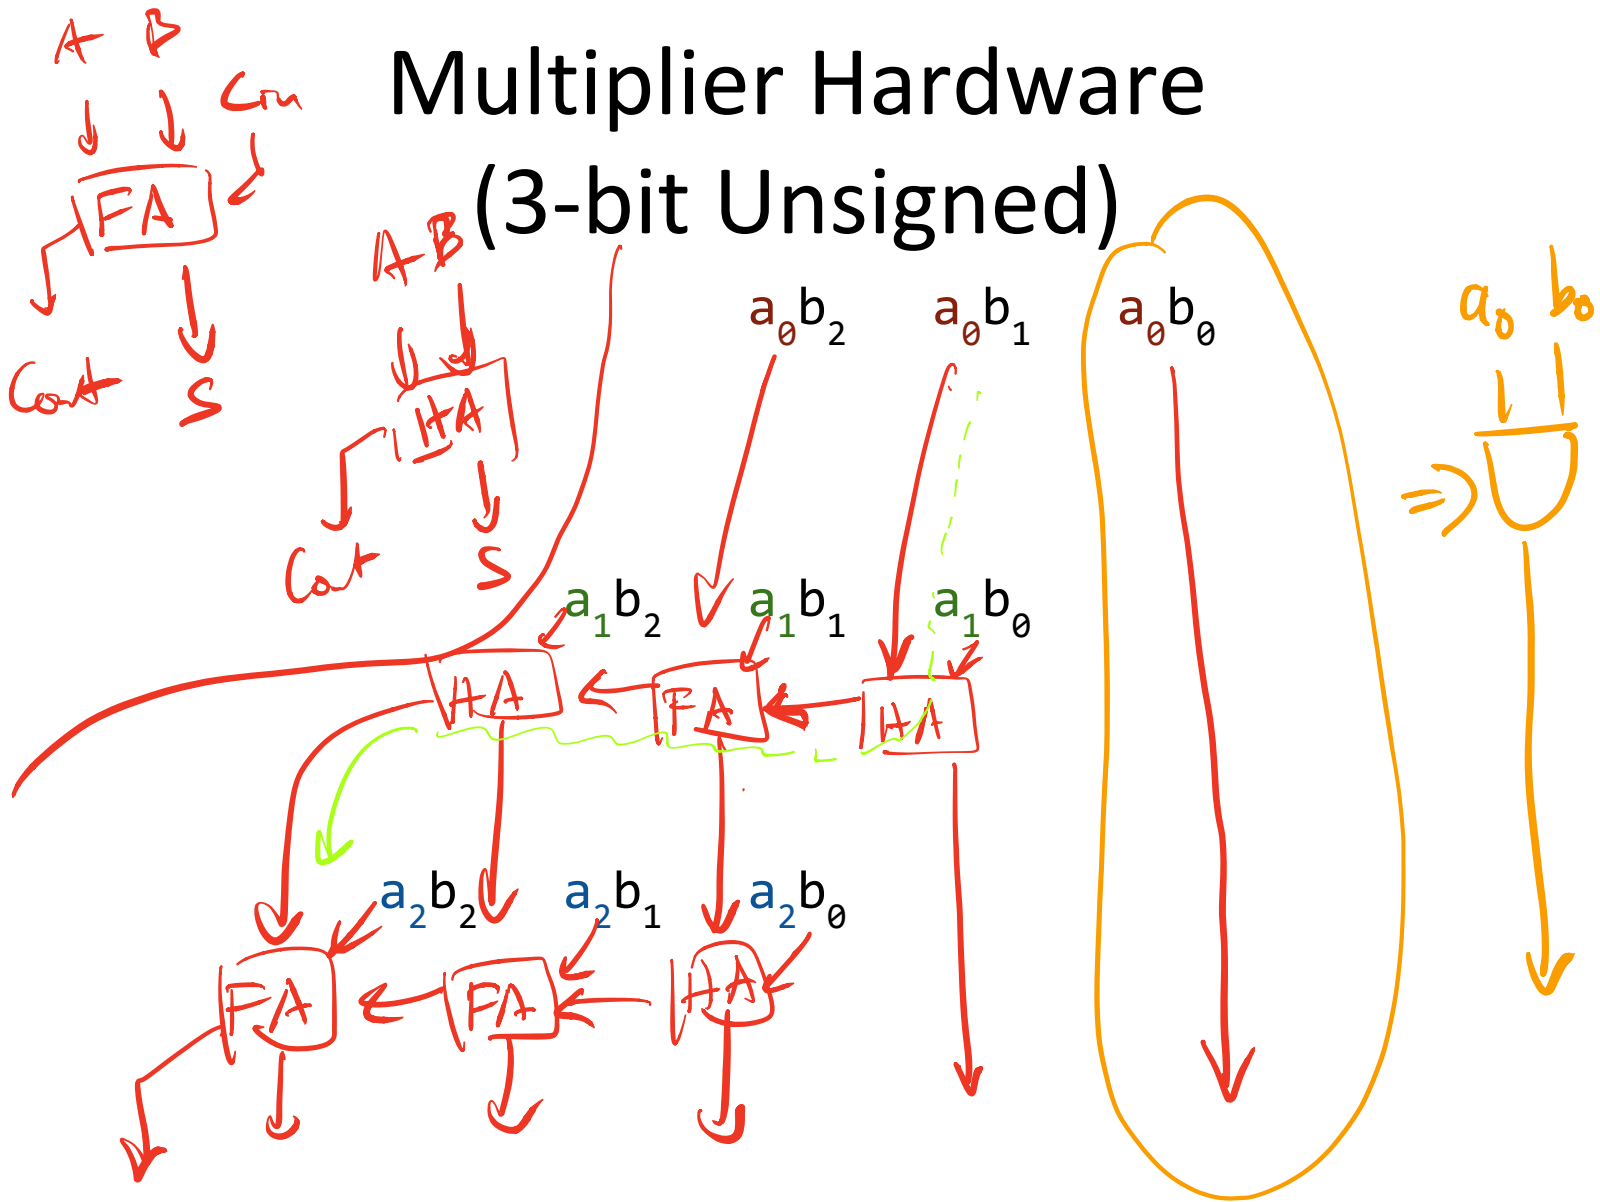 Multiplier Hardware
(3-bit Unsigned)
A B Cin
FA
Cout S
A B
HA
Cout S
a₀b₂ a₀b₁ a₀b₀
a₀ b₀
a₁b₂ a₁b₁ a₁b₀
HA FA HA
a₂b₂ a₂b₁ a₂b₀
FA FA HA